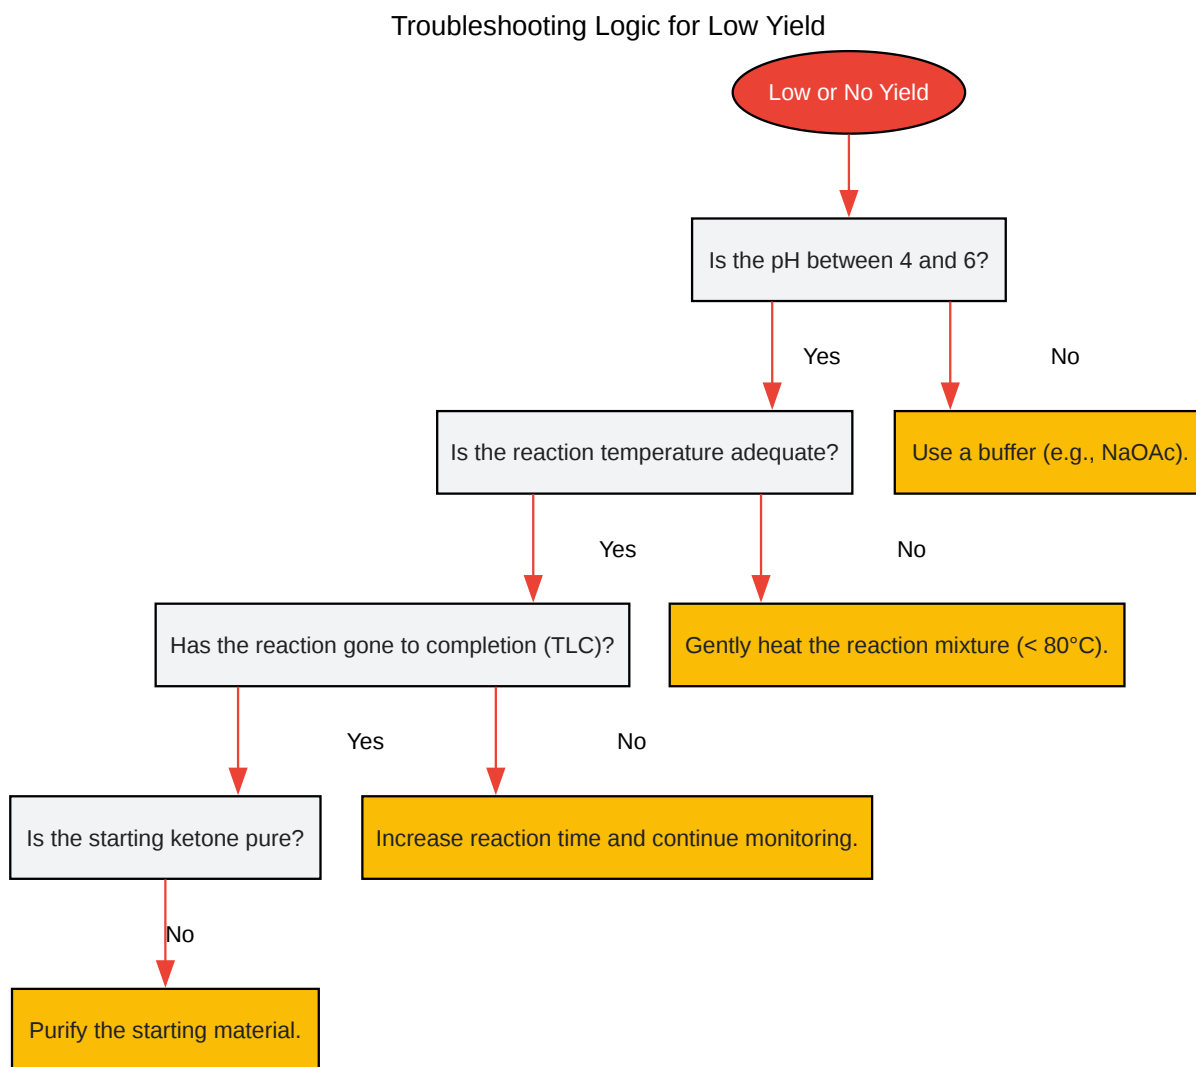 Troubleshooting Logic for Low Yield
Low or No Yield
Is the pH between 4 and 6?
Yes
No
Is the reaction temperature adequate?
Use a buffer (e.g., NaOAc).
Yes
No
Has the reaction gone to completion (TLC)?
Gently heat the reaction mixture (< 80°C).
Yes
No
Is the starting ketone pure?
Increase reaction time and continue monitoring.
No
Purify the starting material.